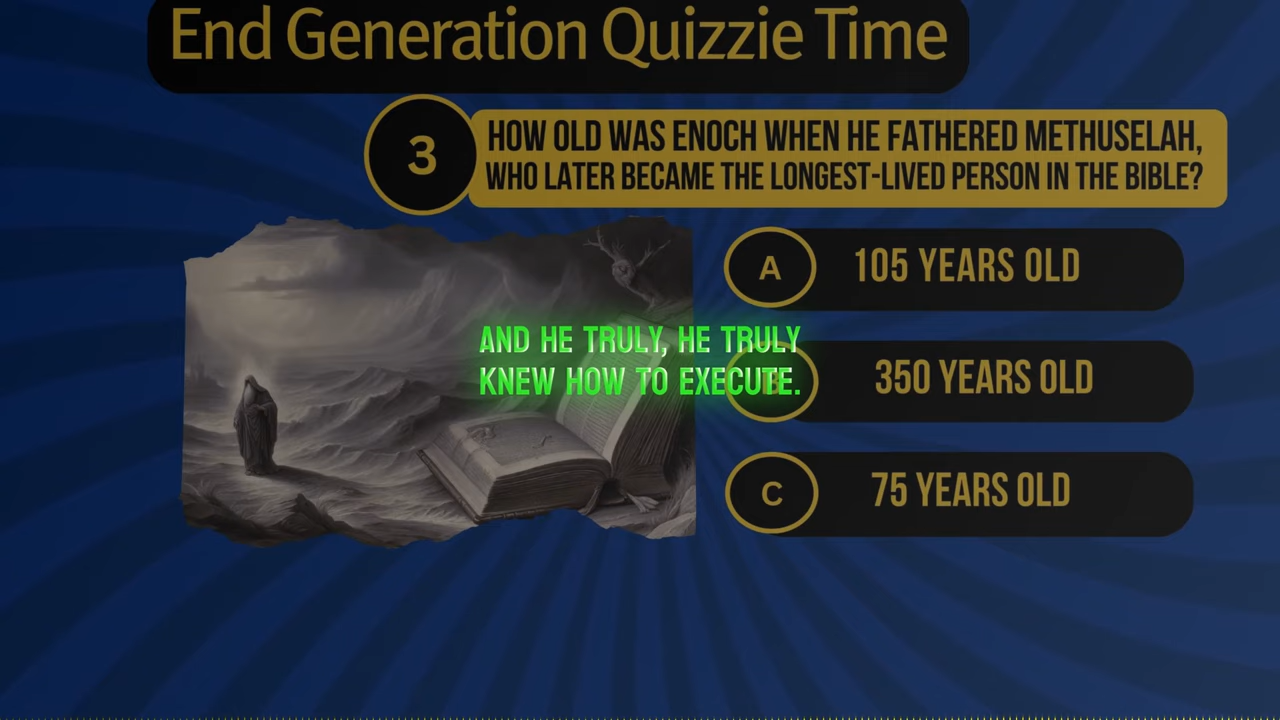 End Generation Quizzie Time
3
HOW OLD WAS ENOCH WHEN HE FATHERED METHUSELAH,
WHO LATER BECAME THE LONGEST-LIVED PERSON IN THE BIBLE?
A 105 YEARS OLD
AND HE TRULY, HE TRULY
KNEW HOW TO EXECUTE.
B 350 YEARS OLD
C 75 YEARS OLD